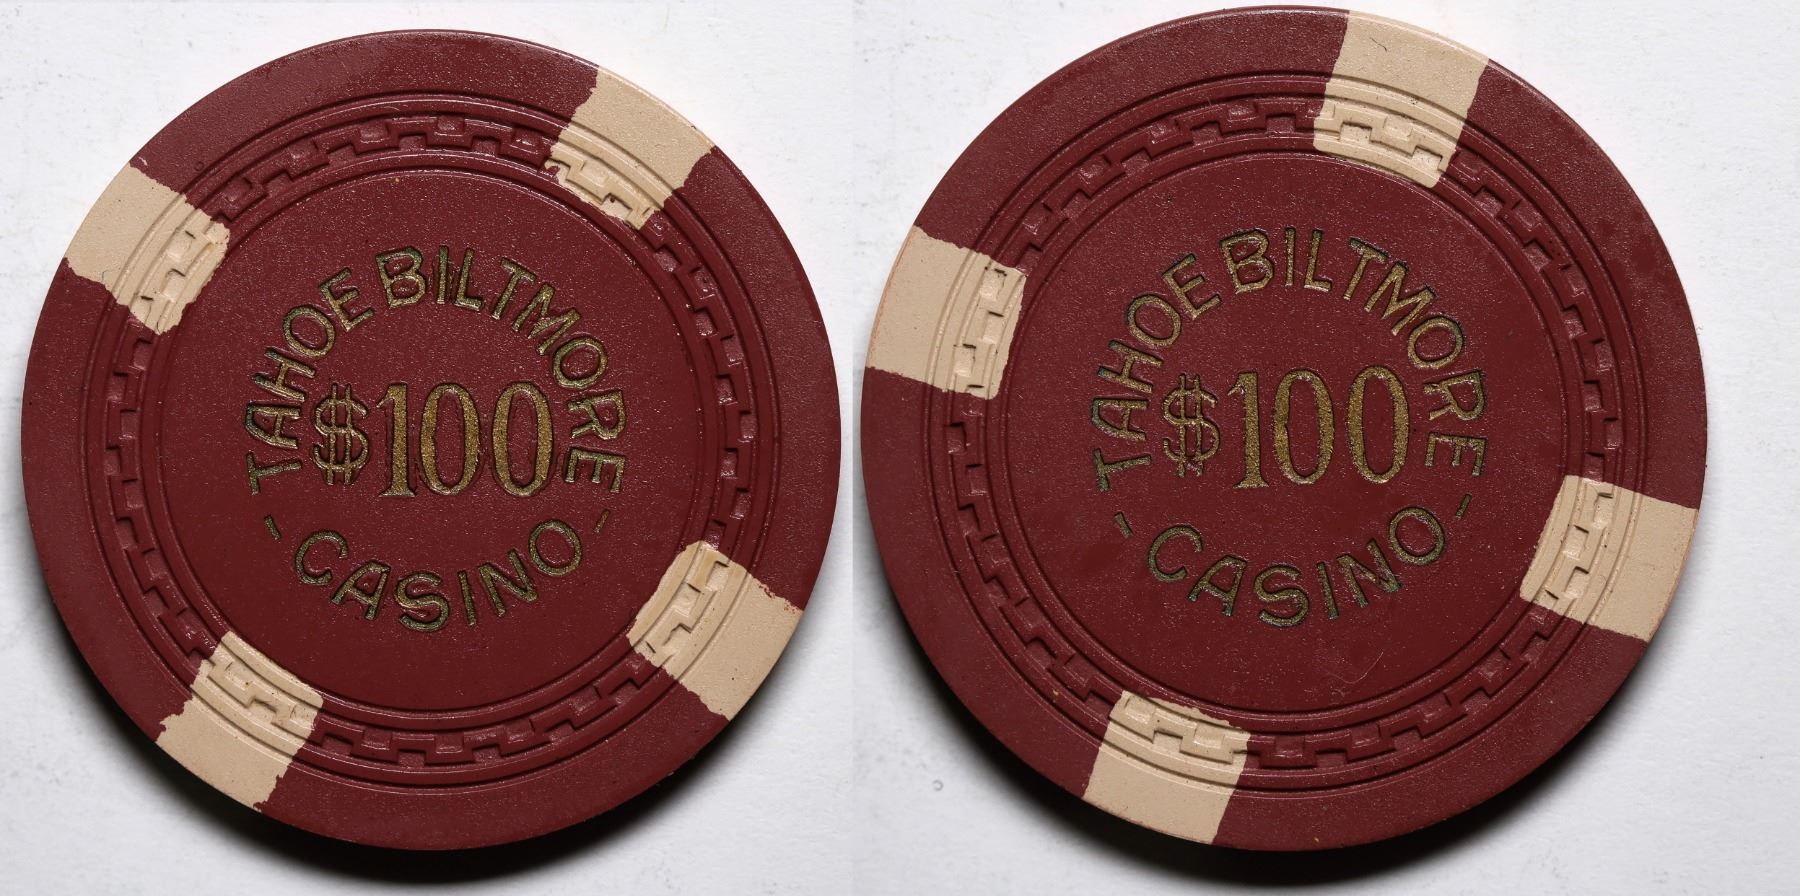 TAHOE BILTMORE
$100
- CASINO -
TAHOE BILTMORE
$100
- CASINO -